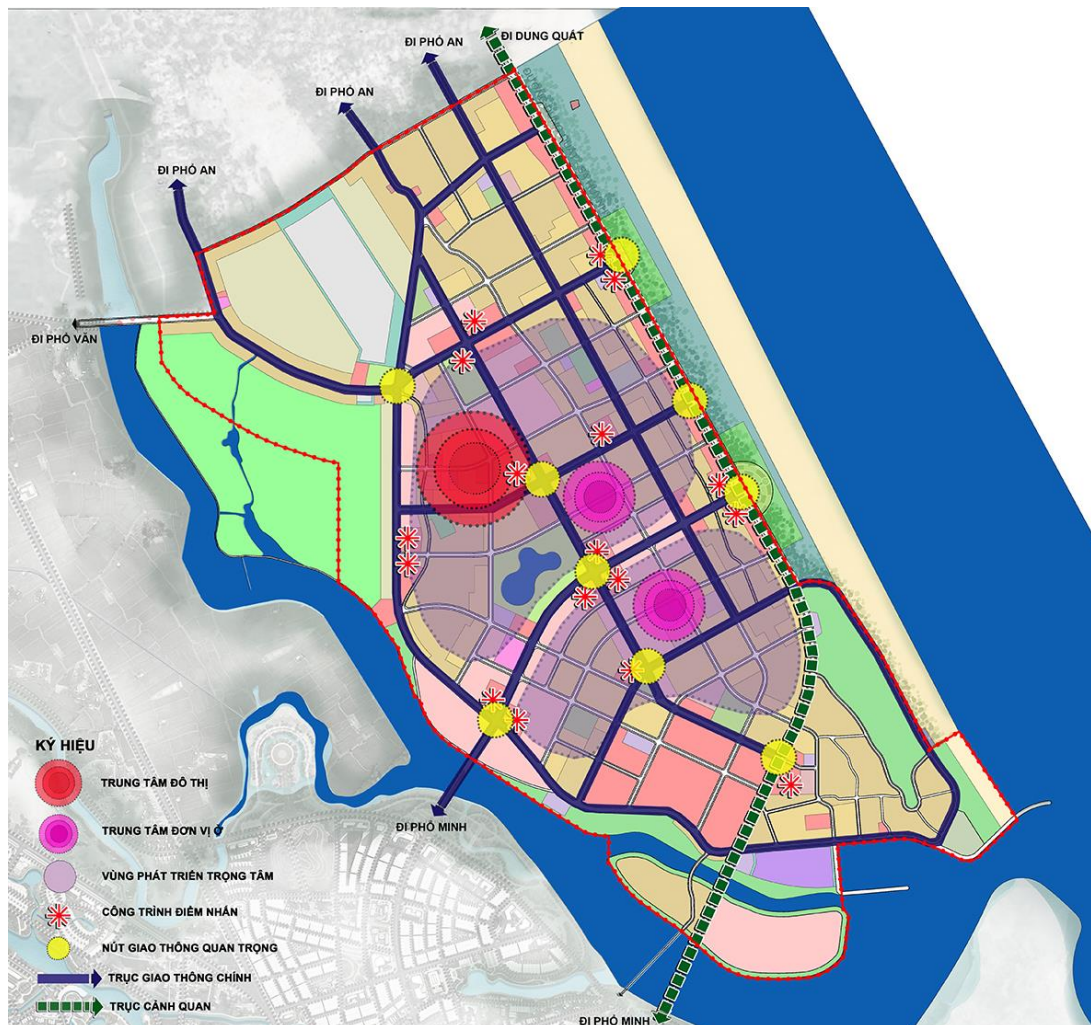 ĐI DUNG QUẤT
ĐI PHỔ AN
ĐI PHỔ AN
ĐI PHỔ AN
ĐI PHỔ VĂN
KÝ HIỆU
TRUNG TÂM ĐÔ THỊ
TRUNG TÂM ĐƠN VỊ Ở
VÙNG PHÁT TRIỂN TRỌNG TÂM
CÔNG TRÌNH ĐIỂM NHẤN
NÚT GIAO THÔNG QUAN TRỌNG
TRỤC GIAO THÔNG CHÍNH
TRỤC CẢNH QUAN
ĐI PHỔ MINH
ĐI PHỔ MINH